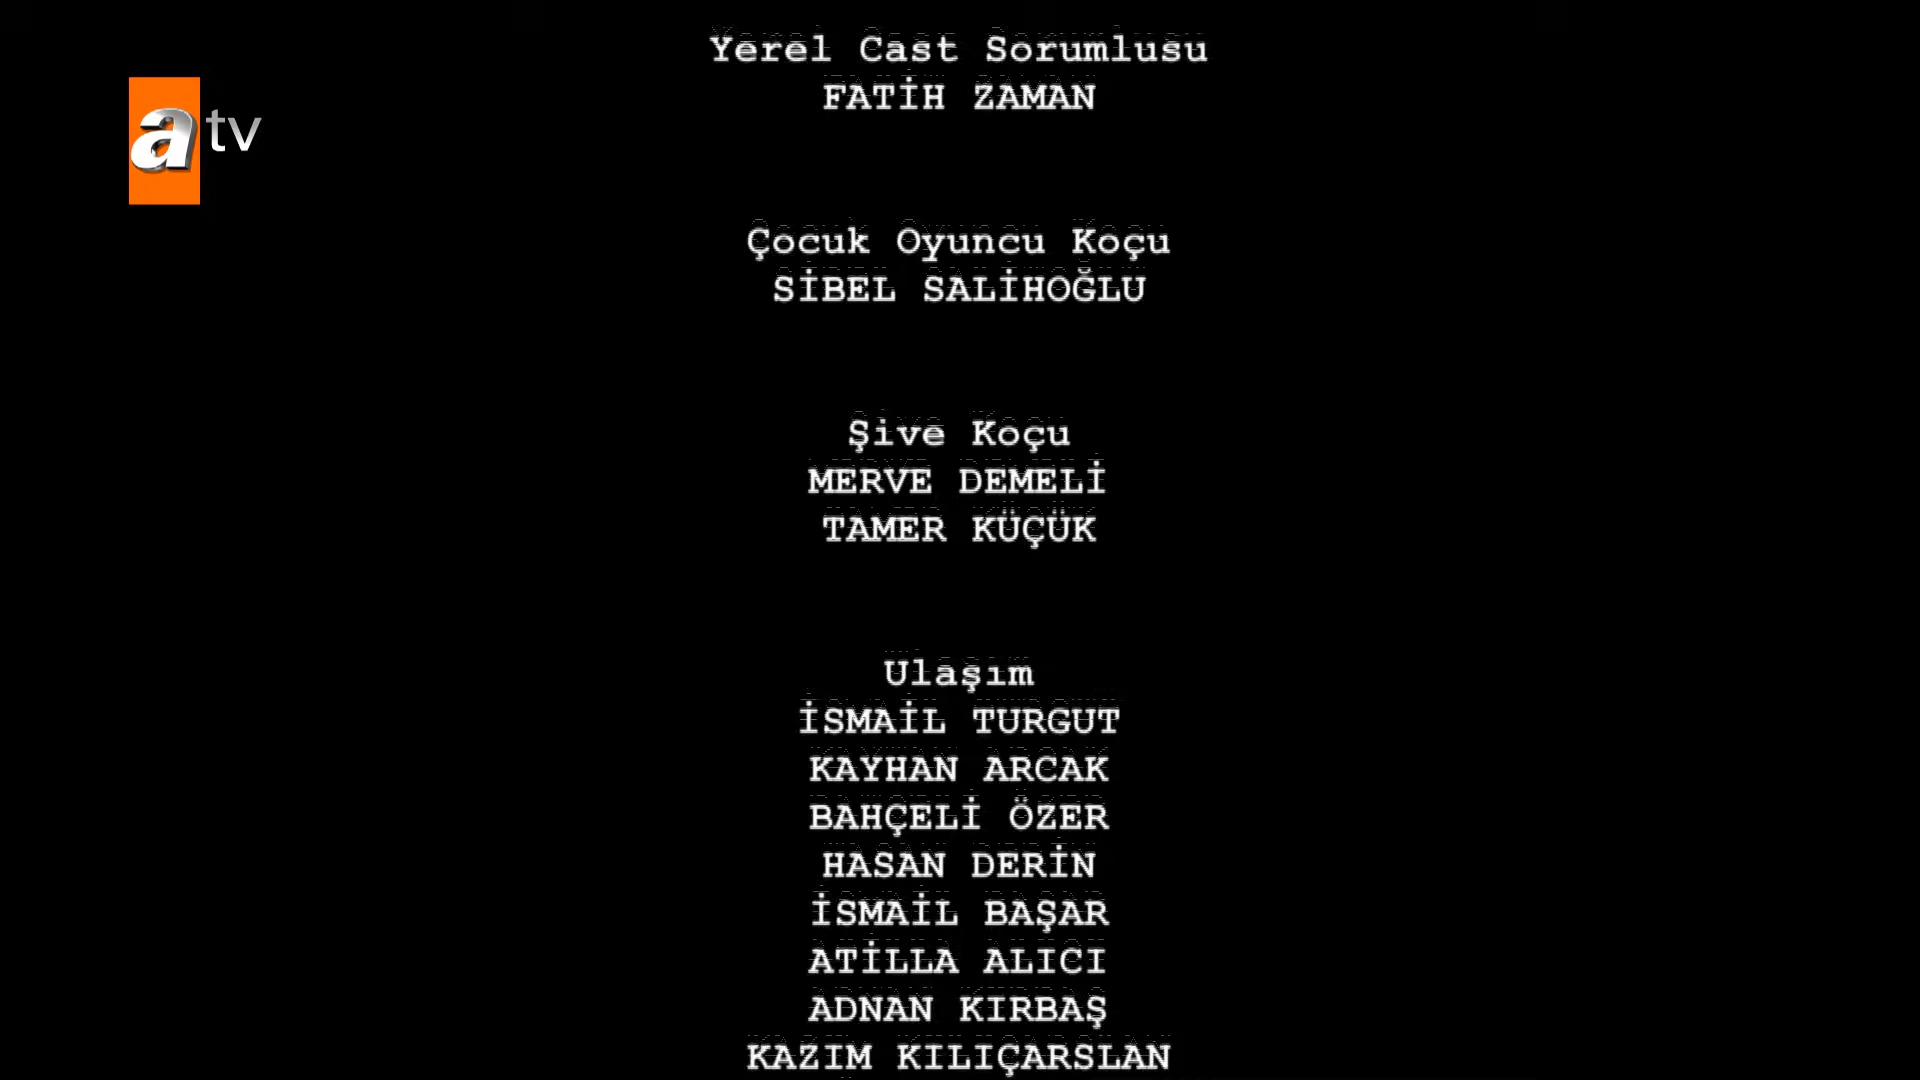 Yerel Cast Sorumlusu
FATİH ZAMAN
atv
Çocuk Oyuncu Koçu
SİBEL SALİHOĞLU
Şive Koçu
MERVE DEMELİ
TAMER KÜÇÜK
Ulaşım
İSMAİL TURGUT
KAYHAN ARCAK
BAHÇELİ ÖZER
HASAN DERİN
İSMAİL BAŞAR
ATİLLA ALICI
ADNAN KIRBAŞ
KAZIM KILIÇARSLAN